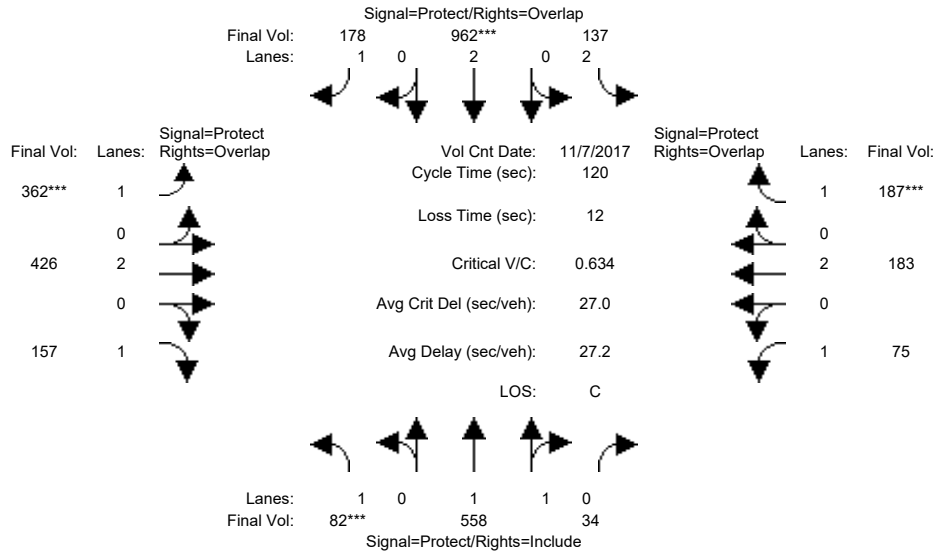 Signal=Protect/Rights=Overlap
Final Vol: 178 962*** 137
Lanes: 1 0 2 0 2
Signal=Protect Signal=Protect
Final Vol: Lanes: Rights=Overlap Vol Cnt Date: 11/7/2017 Rights=Overlap Lanes: Final Vol:
Cycle Time (sec): 120
362*** 1 1 187***
Loss Time (sec): 12
0 0
426 2 Critical V/C: 0.634 2 183
0 Avg Crit Del (sec/veh): 27.0 0
157 1 Avg Delay (sec/veh): 27.2 1 75
LOS: C
Lanes: 1 0 1 1 0
Final Vol: 82*** 558 34
Signal=Protect/Rights=Include